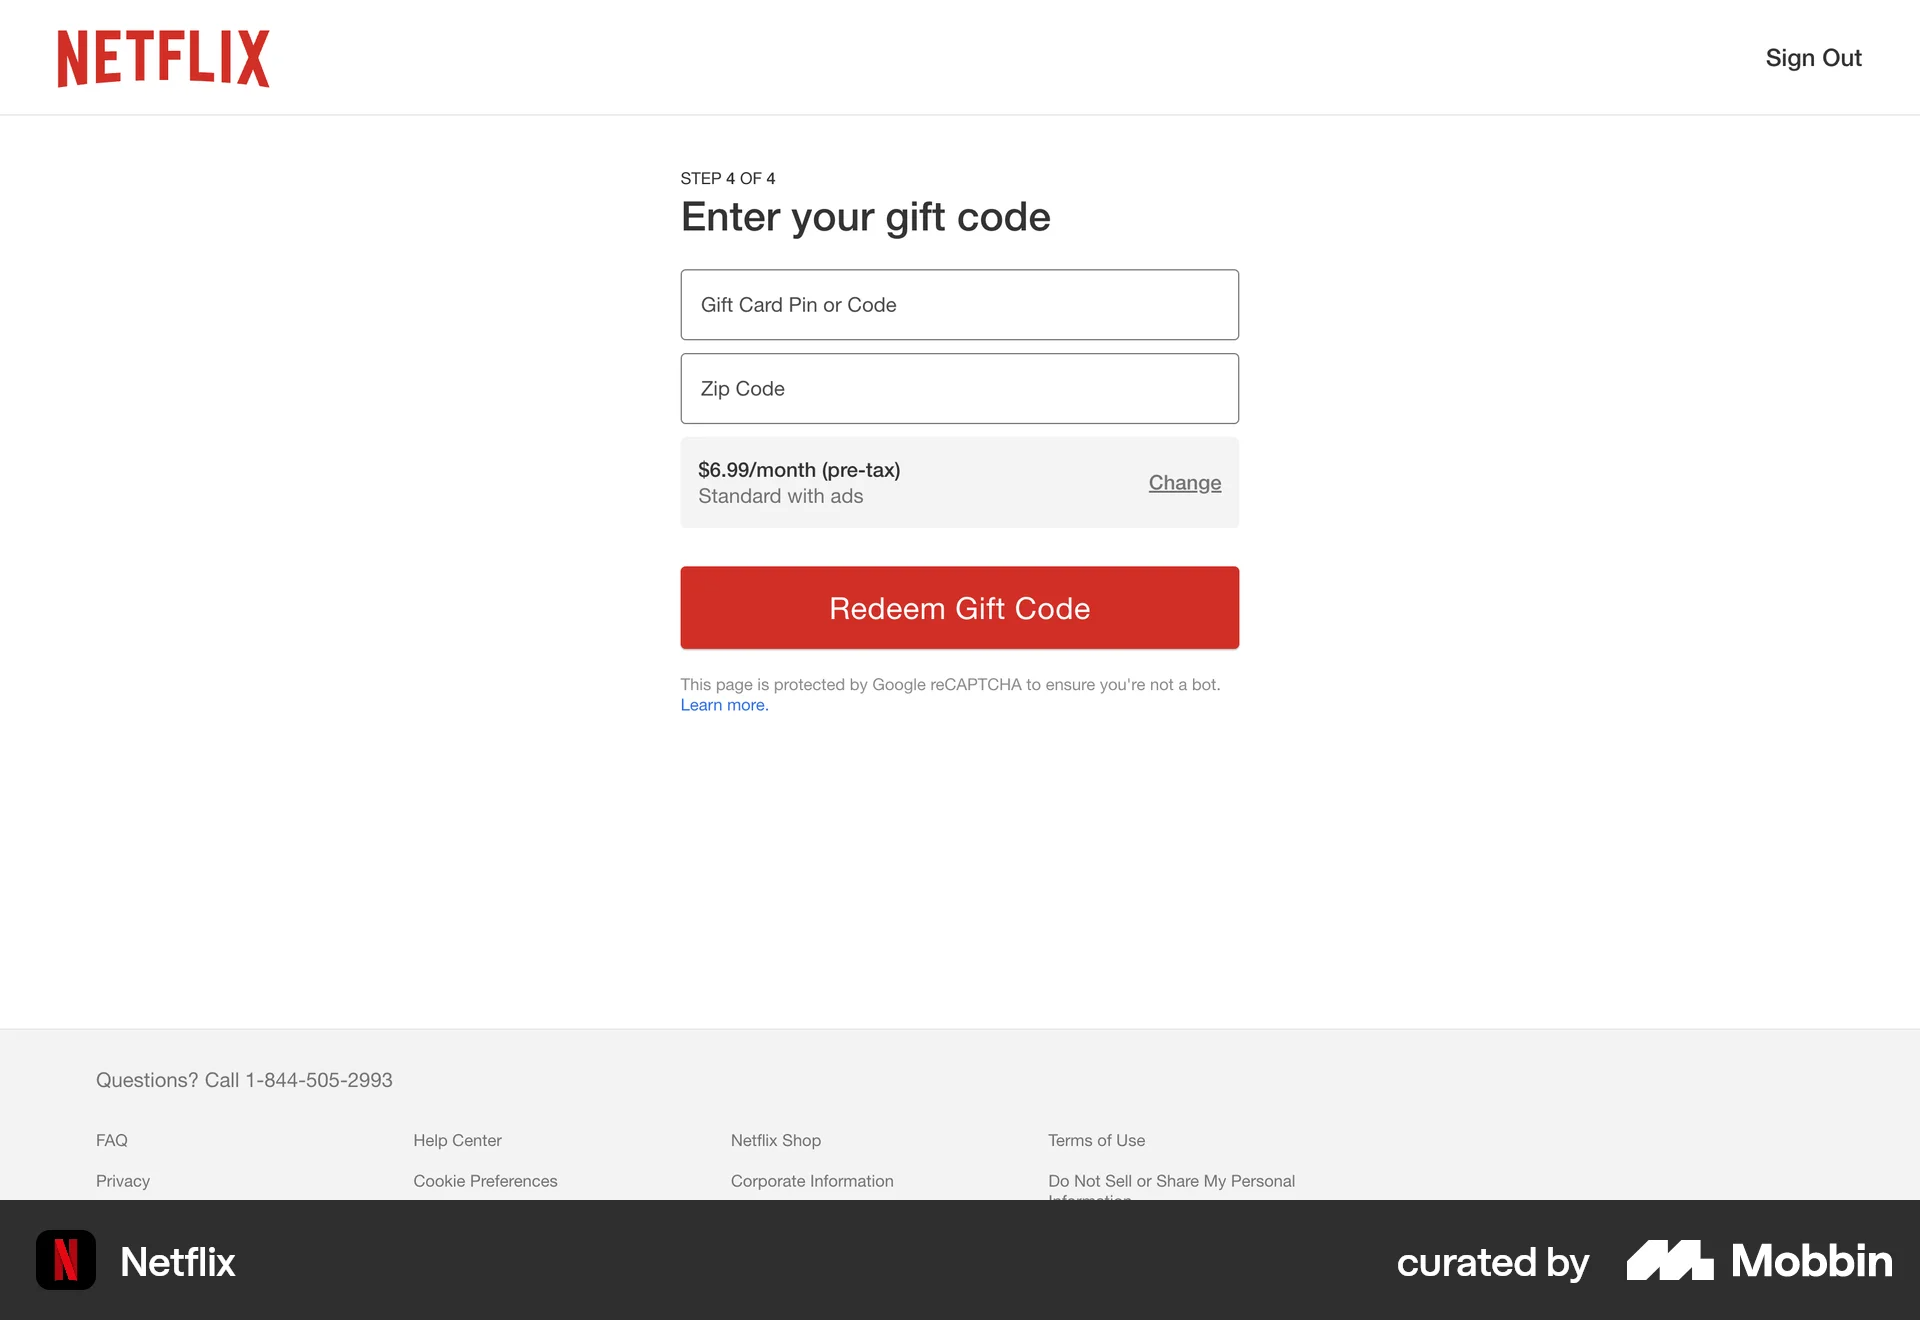 NETFLIX
Sign Out
STEP 4 OF 4
Enter your gift code
Gift Card Pin or Code
Zip Code
$6.99/month (pre-tax)
Standard with ads
Change
Redeem Gift Code
This page is protected by Google reCAPTCHA to ensure you're not a bot.
Learn more.
Questions? Call 1-844-505-2993
FAQ
Help Center
Netflix Shop
Terms of Use
Privacy
Cookie Preferences
Corporate Information
Do Not Sell or Share My Personal
Information
N
Netflix
curated by
Mobbin